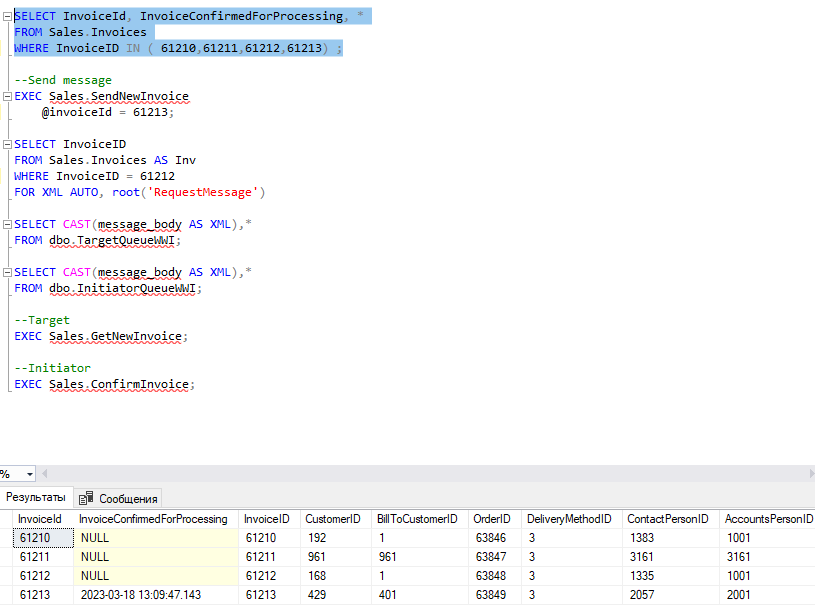 SELECT InvoiceId, InvoiceConfirmedForProcessing, *
FROM Sales.Invoices
WHERE InvoiceID IN ( 61210,61211,61212,61213) ;
--Send message
EXEC Sales.SendNewInvoice
@invoiceId = 61213;
SELECT InvoiceID
FROM Sales.Invoices AS Inv
WHERE InvoiceID = 61212
FOR XML AUTO, root('RequestMessage')
SELECT CAST(message_body AS XML),*
FROM dbo.TargetQueueWWI;
SELECT CAST(message_body AS XML),*
FROM dbo.InitiatorQueueWWI;
--Target
EXEC Sales.GetNewInvoice;
--Initiator
EXEC Sales.ConfirmInvoice;
%
Результаты Сообщения
InvoiceId InvoiceConfirmedForProcessing InvoiceID CustomerID BillToCustomerID OrderID DeliveryMethodID ContactPersonID AccountsPersonID
61210 NULL 61210 192 1 63846 3 1383 1001
61211 NULL 61211 961 961 63847 3 3161 3161
61212 NULL 61212 168 1 63848 3 1335 1001
61213 2023-03-18 13:09:47.143 61213 429 401 63849 3 2057 2001